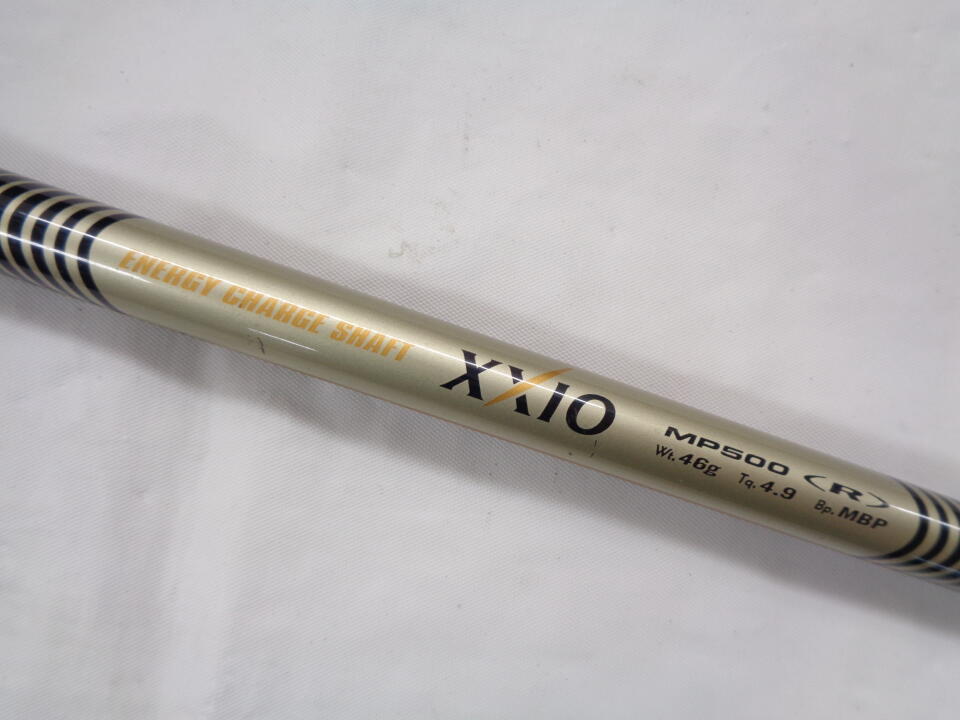 ENERGY CHARGE SHAFT
XXIO
MP500 (R)
Wt. 46g Tq. 4.9 Bp. MBP